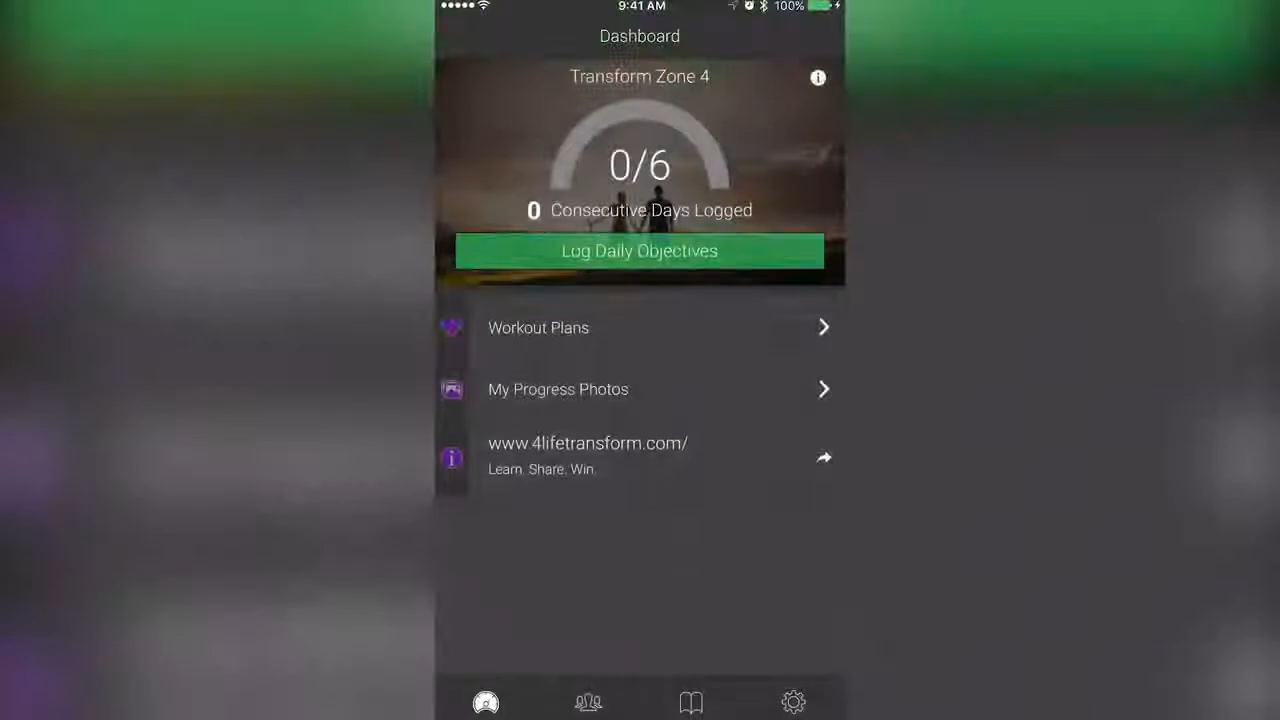 9:41 AM 100%
Dashboard
Transform Zone 4
0/6
0 Consecutive Days Logged
Log Daily Objectives
Workout Plans
My Progress Photos
www.4lifetransform.com/
Learn. Share. Win.